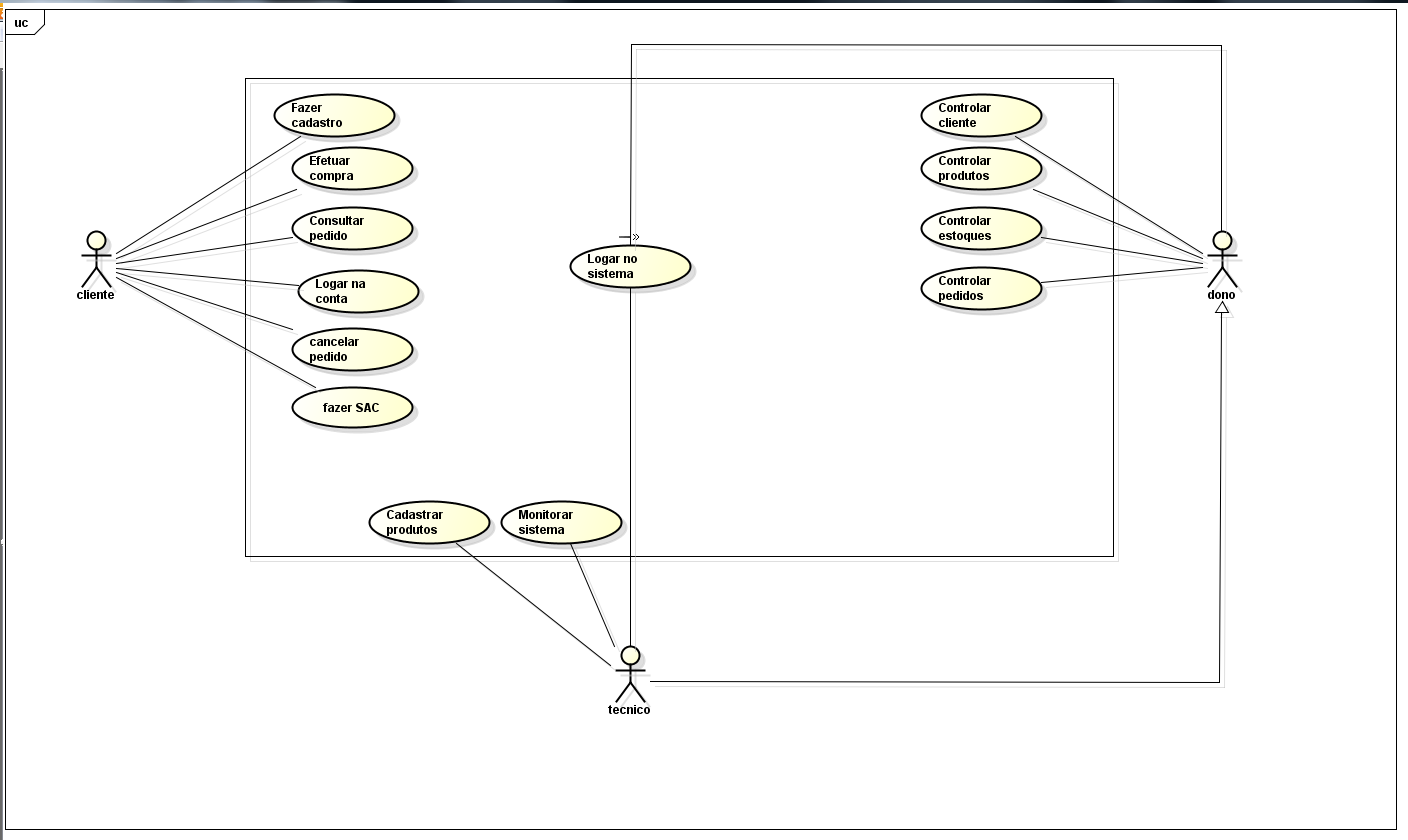 uc
Fazer
cadastro
Efetuar
compra
Consultar
pedido
Logar na
conta
cancelar
pedido
fazer SAC
cliente
Logar no
sistema
Controlar
cliente
Controlar
produtos
Controlar
estoques
Controlar
pedidos
dono
Cadastrar
produtos
Monitorar
sistema
tecnico